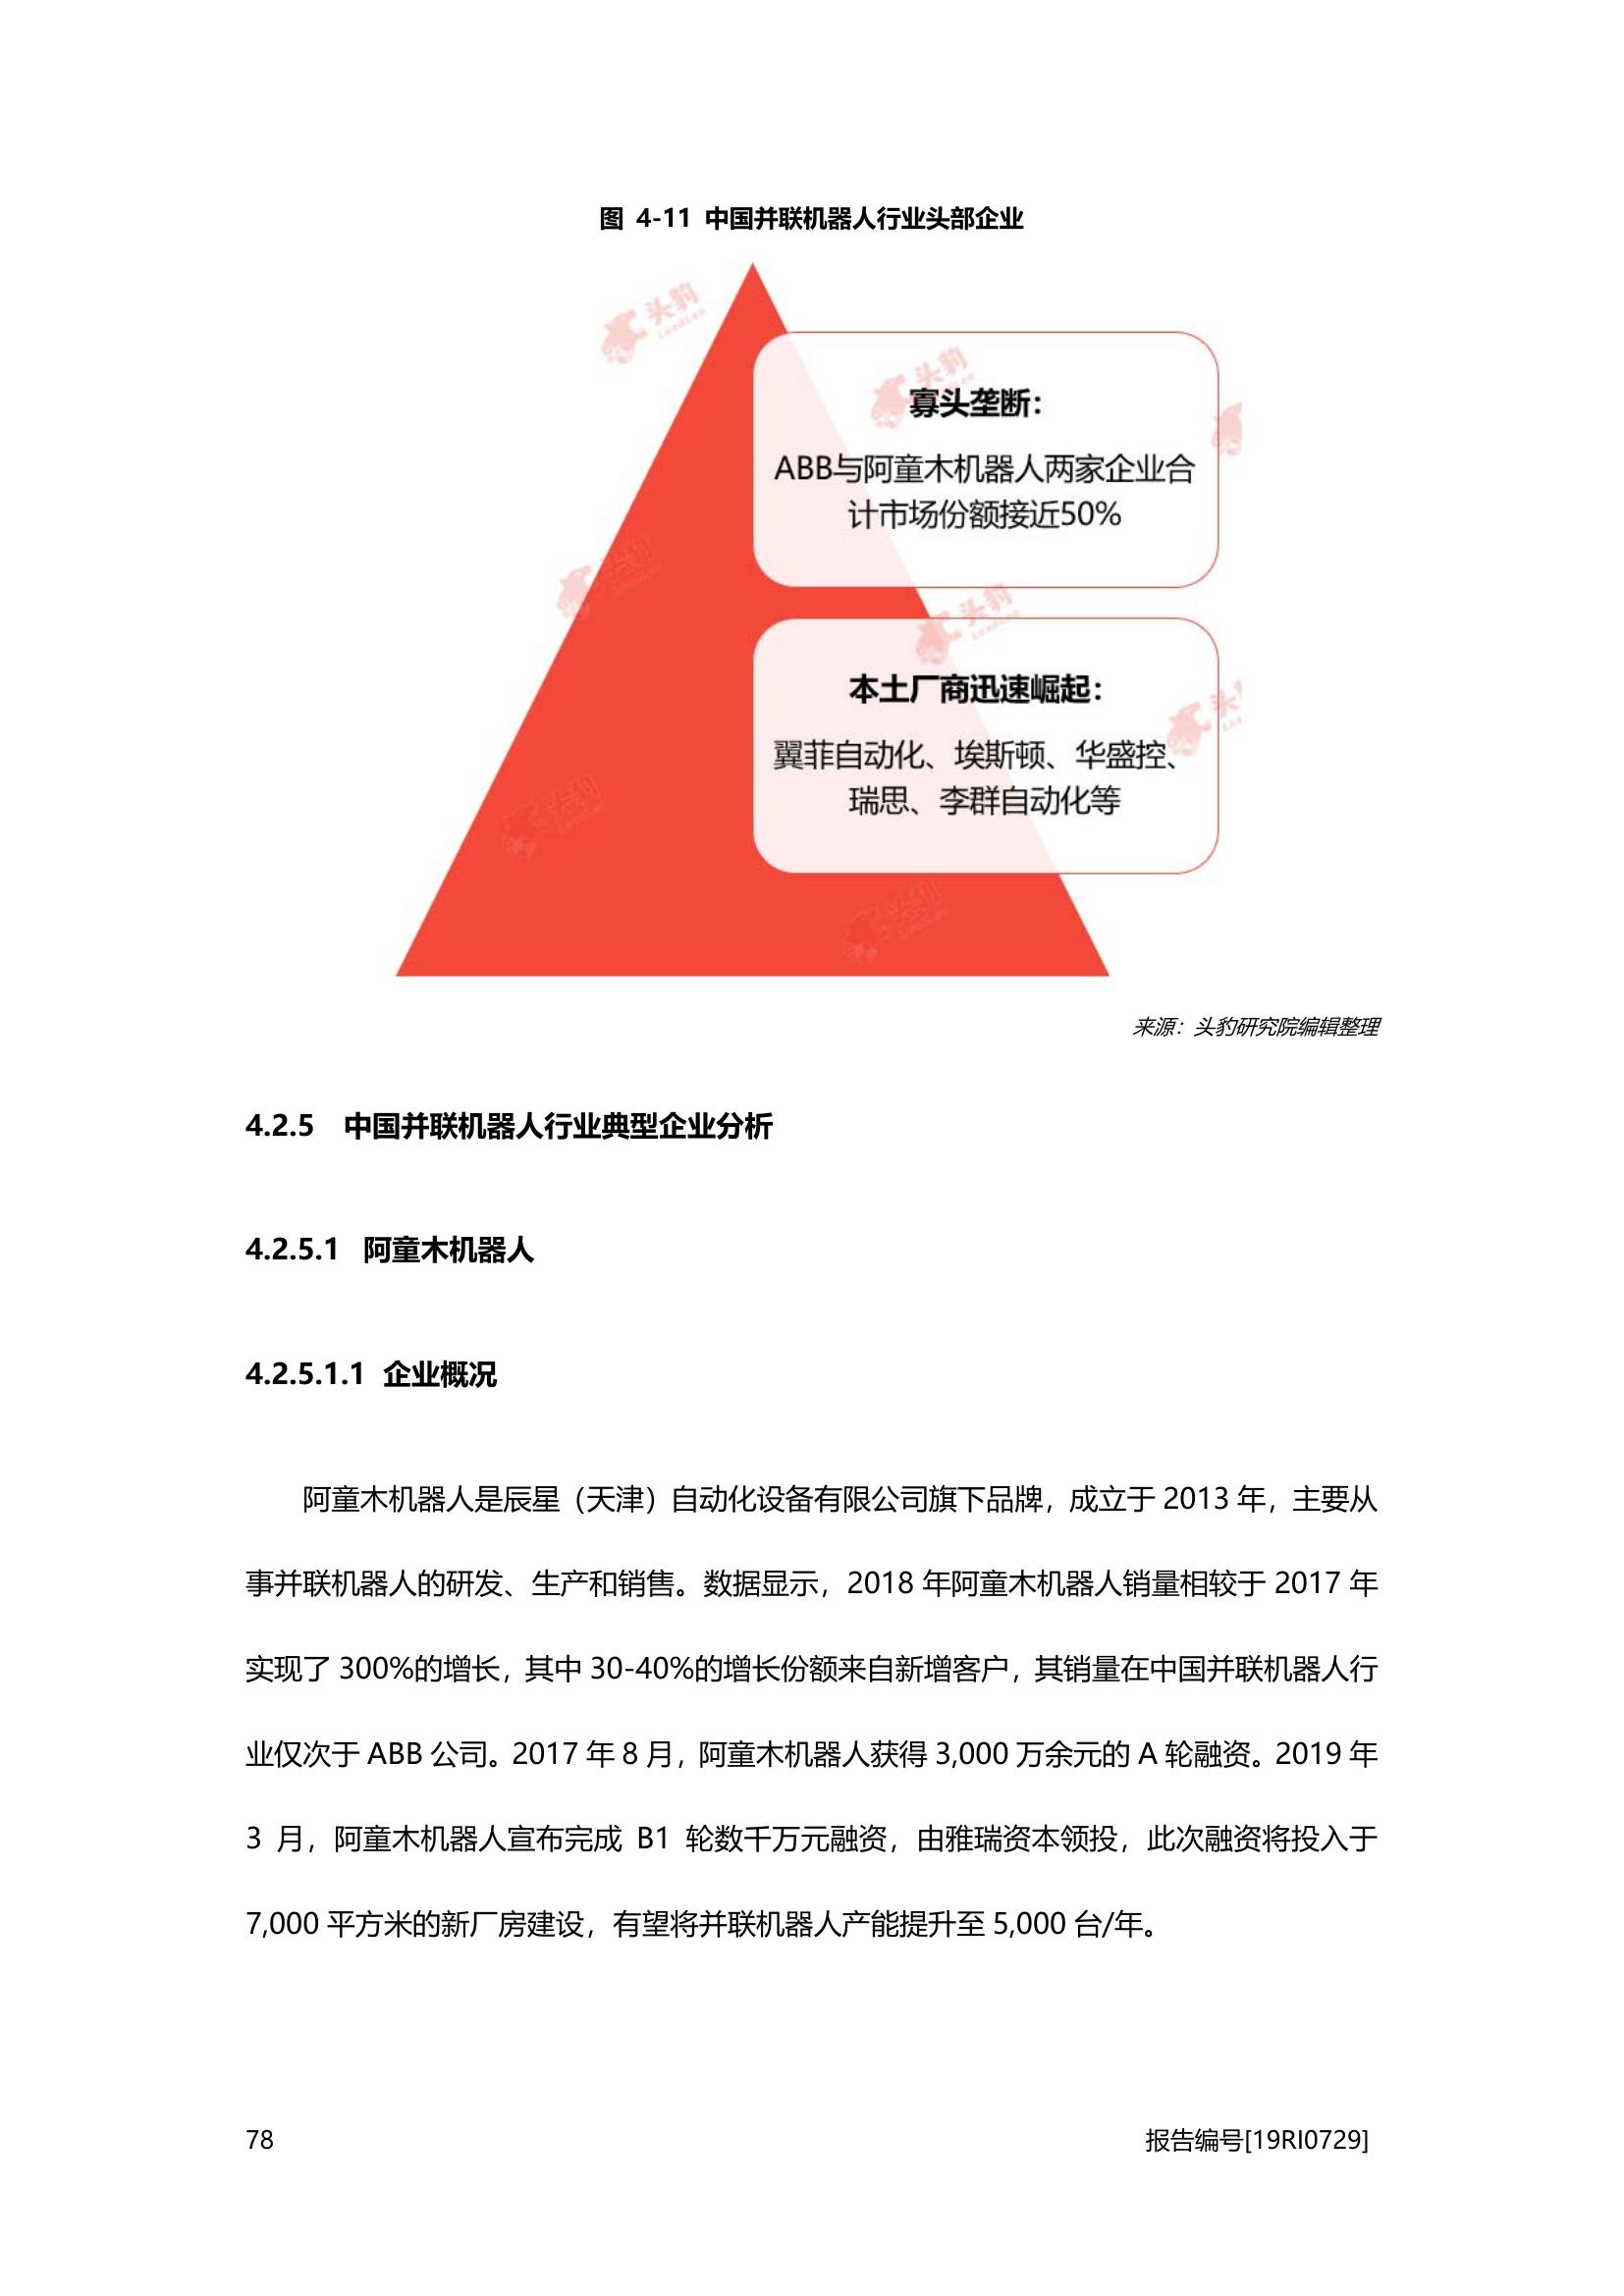 图 4-11 中国并联机器人行业头部企业
头豹
LeadLeo
头豹
寡头垄断：
ABB与阿童木机器人两家企业合
计市场份额接近50%
头豹
头豹
本土厂商迅速崛起：
翼菲自动化、埃斯顿、华盛控、
瑞思、李群自动化等
头豹
头豹
来源：头豹研究院编辑整理
4.2.5 中国并联机器人行业典型企业分析
4.2.5.1 阿童木机器人
4.2.5.1.1 企业概况
阿童木机器人是辰星（天津）自动化设备有限公司旗下品牌，成立于 2013 年，主要从
事并联机器人的研发、生产和销售。数据显示，2018 年阿童木机器人销量相较于 2017 年
实现了 300%的增长，其中 30-40%的增长份额来自新增客户，其销量在中国并联机器人行
业仅次于 ABB 公司。2017 年 8 月，阿童木机器人获得 3,000 万余元的 A 轮融资。2019 年
3 月，阿童木机器人宣布完成 B1 轮数千万元融资，由雅瑞资本领投，此次融资将投入于
7,000 平方米的新厂房建设，有望将并联机器人产能提升至 5,000 台/年。
78
报告编号[19RI0729]